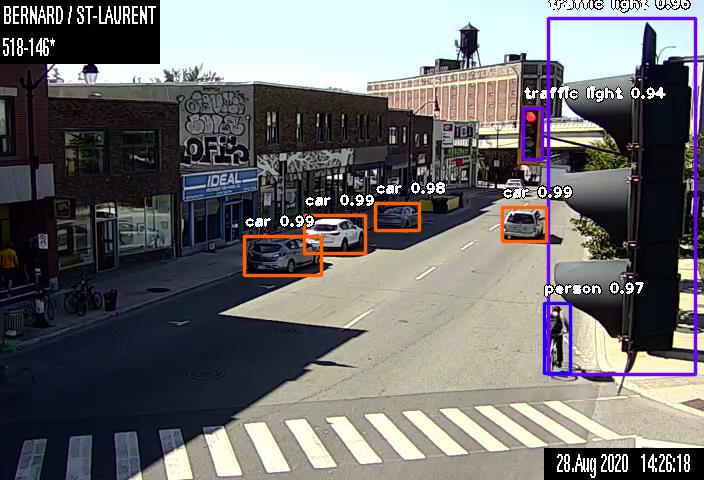 BERNARD / ST-LAURENT
518-146*
traffic light 0.96
traffic light 0.94
car 0.98
car 0.99
car 0.99
car 0.99
IDEAL
person 0.97
28.Aug 2020 14:26:18